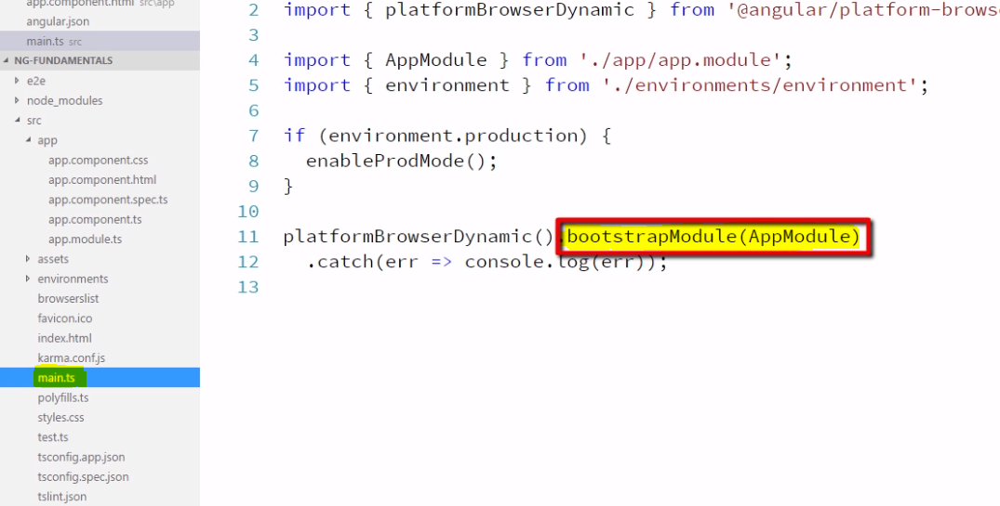 app.component.html src\app
angular.json
main.ts src
NG-FUNDAMENTALS
e2e
node_modules
src
app
app.component.css
app.component.html
app.component.spec.ts
app.component.ts
app.module.ts
assets
environments
browserslist
favicon.ico
index.html
karma.conf.js
main.ts
polyfills.ts
styles.css
test.ts
tsconfig.app.json
tsconfig.spec.json
tslint.json
2 import { platformBrowserDynamic } from '@angular/platform-browse
3
4 import { AppModule } from './app/app.module';
5 import { environment } from './environments/environment';
6
7 if (environment.production) {
8 enableProdMode();
9 }
10
11 platformBrowserDynamic().bootstrapModule(AppModule)
12 .catch(err => console.log(err));
13